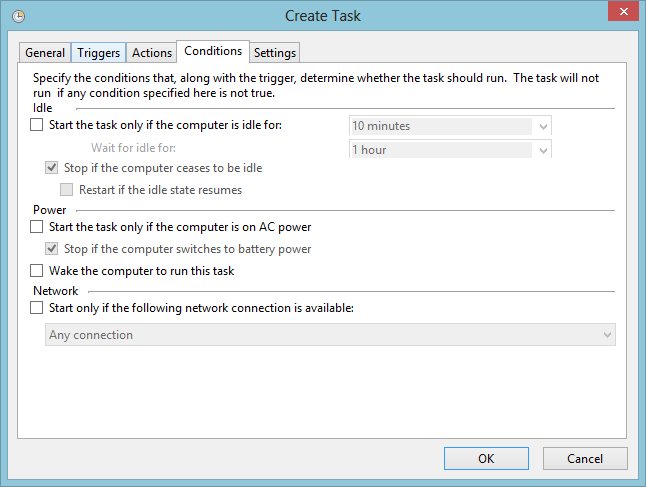 Create Task
General Triggers Actions Conditions Settings
Specify the conditions that, along with the trigger, determine whether the task should run.  The task will not
run  if any condition specified here is not true.
Idle
Start the task only if the computer is idle for: 10 minutes
Wait for idle for: 1 hour
Stop if the computer ceases to be idle
Restart if the idle state resumes
Power
Start the task only if the computer is on AC power
Stop if the computer switches to battery power
Wake the computer to run this task
Network
Start only if the following network connection is available:
Any connection
OK Cancel